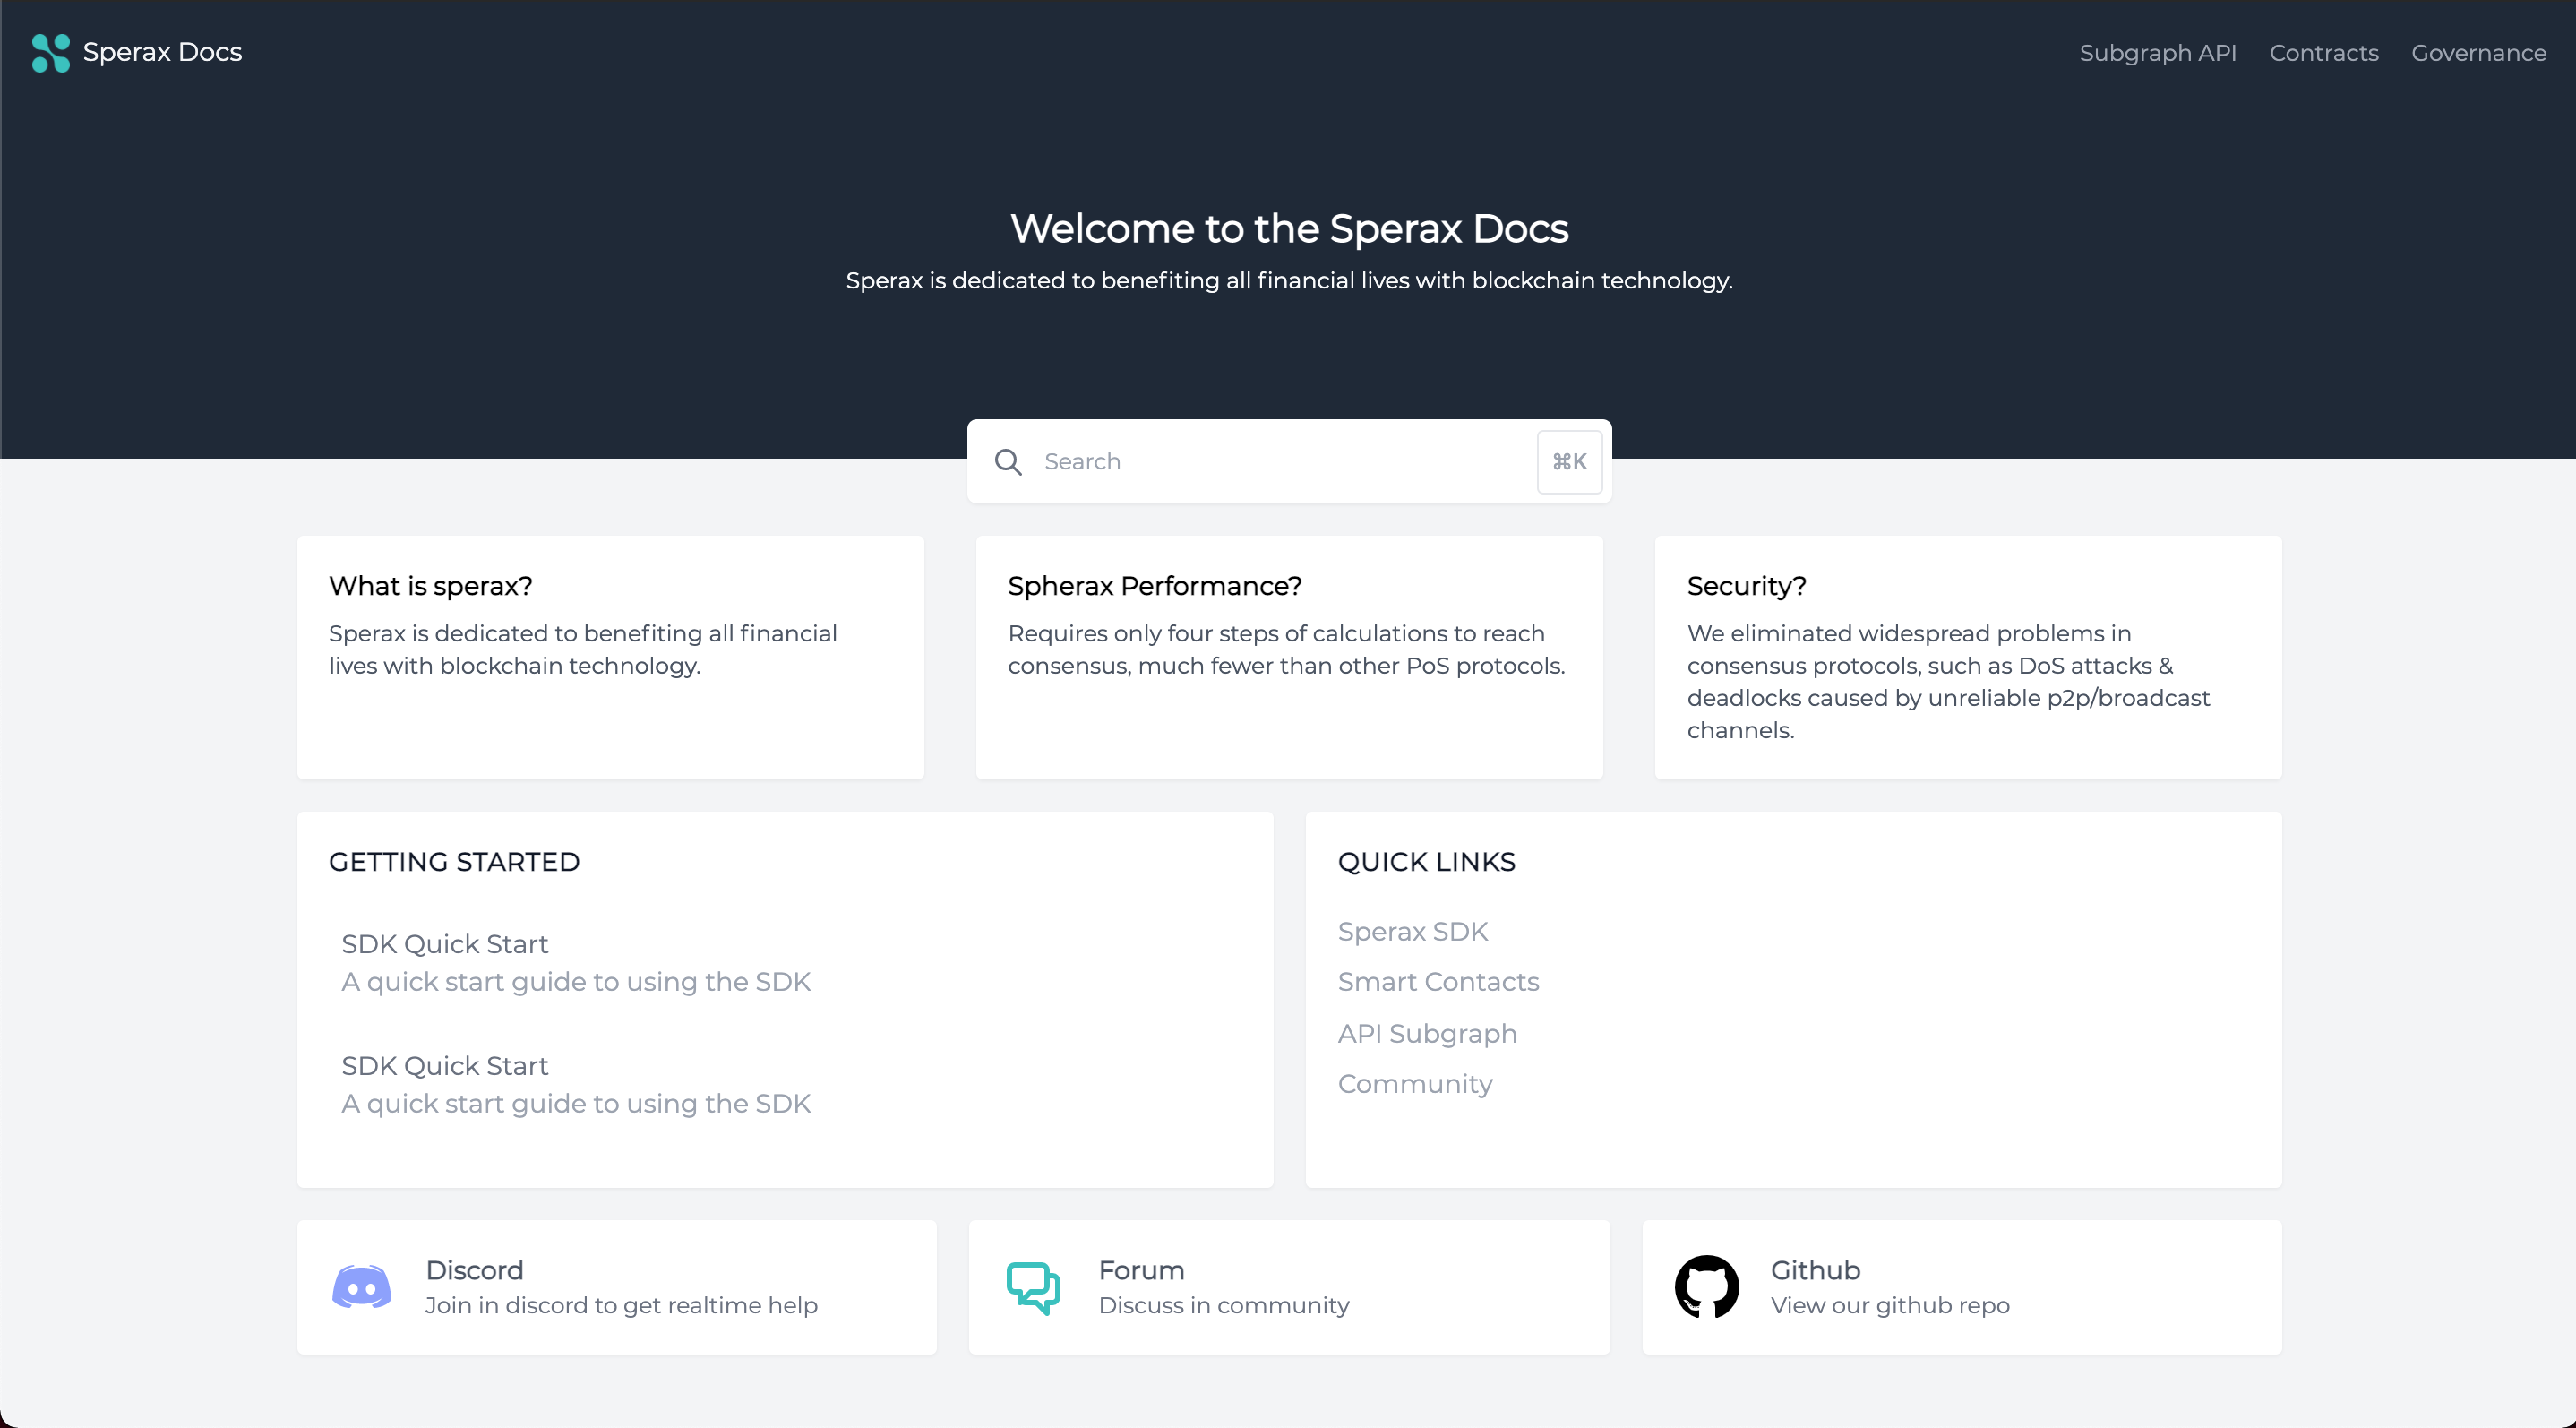 Sperax Docs
Subgraph API
Contracts
Governance
Welcome to the Sperax Docs
Sperax is dedicated to benefiting all financial lives with blockchain technology.
Search
⌘K
What is sperax?
Sperax is dedicated to benefiting all financial
lives with blockchain technology.
Spherax Performance?
Requires only four steps of calculations to reach
consensus, much fewer than other PoS protocols.
Security?
We eliminated widespread problems in
consensus protocols, such as DoS attacks &
deadlocks caused by unreliable p2p/broadcast
channels.
GETTING STARTED
SDK Quick Start
A quick start guide to using the SDK
SDK Quick Start
A quick start guide to using the SDK
QUICK LINKS
Sperax SDK
Smart Contacts
API Subgraph
Community
Discord
Join in discord to get realtime help
Forum
Discuss in community
Github
View our github repo